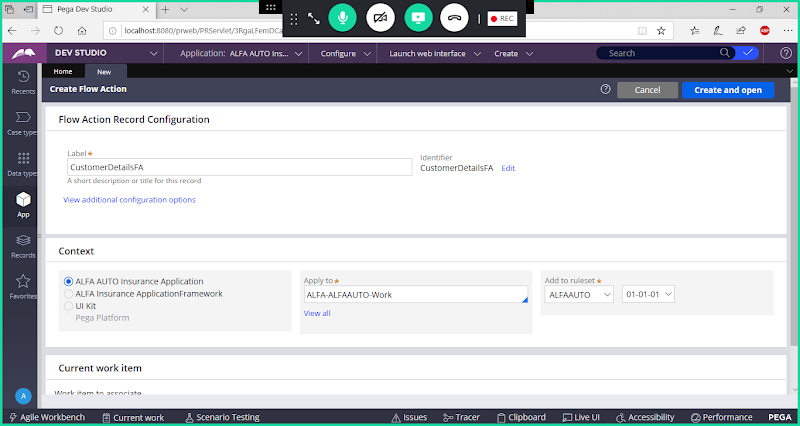 Pega Dev Studio
localhost:8080/prweb/PRServlet/3RgaLFemDCa
REC
DEV STUDIO
Application: ALFA AUTO Ins...
Configure
Launch web interface
Create
Search
Home
New
Recents
Create Flow Action
Cancel
Create and open
Flow Action Record Configuration
Case types
Label★
Identifier
CustomerDetailsFA
CustomerDetailsFA
Edit
A short description or title for this record
Data types
View additional configuration options
App
Context
Records
ALFA AUTO Insurance Application
Apply to★
Add to ruleset ★
ALFA Insurance ApplicationFramework
ALFA-ALFAAUTO-Work
ALFAAUTO
01-01-01
Favorites
UI Kit
View all
Pega Platform
Current work item
Work item to associate
A
Agile Workbench
Current work
Scenario Testing
Issues
Tracer
Clipboard
Live UI
Accessibility
Performance
PEGA